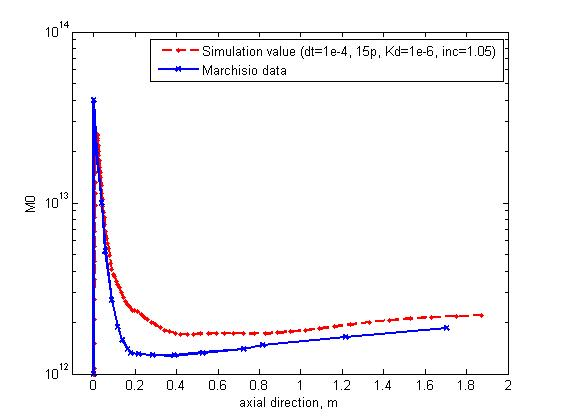 10^14
Simulation value (dt=1e-4, 15p, Kd=1e-6, inc=1.05)
Marchisio data
10^13
M0
10^12
0 0.2 0.4 0.6 0.8 1 1.2 1.4 1.6 1.8 2
axial direction, m